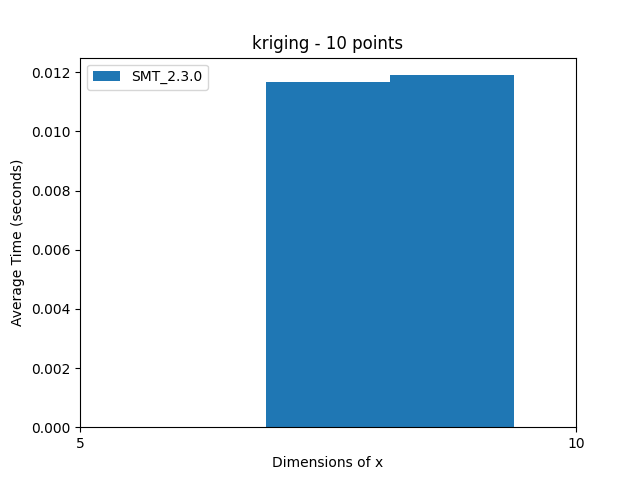 kriging - 10 points
SMT_2.3.0
Average Time (seconds)
0.012
0.010
0.008
0.006
0.004
0.002
0.000
5
10
Dimensions of x